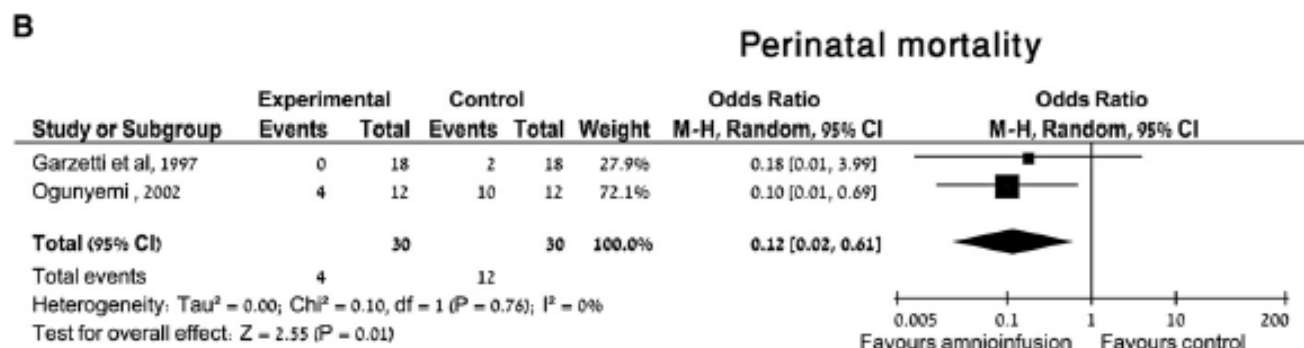 B
Perinatal mortality
Experimental Control Odds Ratio Odds Ratio
Study or Subgroup Events Total Events Total Weight M-H, Random, 95% CI M-H, Random, 95% CI
Garzetti et al, 1997 0 18 2 18 27.9% 0.18 [0.01, 3.99]
Ogunyemi , 2002 4 12 10 12 72.1% 0.10 [0.01, 0.69]
Total (95% CI) 30 30 100.0% 0.12 [0.02, 0.61]
Total events 4 12
Heterogeneity: Tau² = 0.00; Chi² = 0.10, df = 1 (P = 0.76); I² = 0%
Test for overall effect: Z = 2.55 (P = 0.01)
0.005 0.1 1 10 200
Favours amnioinfusion Favours control